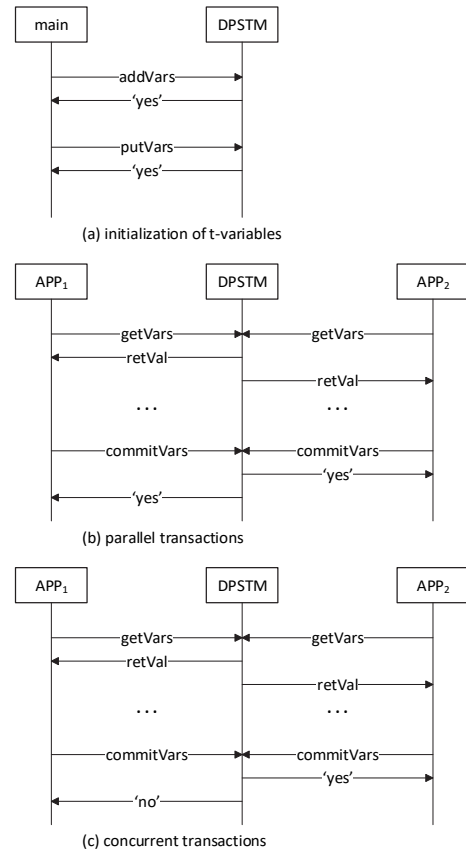 main DPSTM
addVars
'yes'
putVars
'yes'
(a) initialization of t-variables
APP₁ DPSTM APP₂
getVars getVars
retVal
retVal
... ...
commitVars commitVars
'yes'
'yes'
(b) parallel transactions
APP₁ DPSTM APP₂
getVars getVars
retVal
retVal
... ...
commitVars commitVars
'yes'
'no'
(c) concurrent transactions